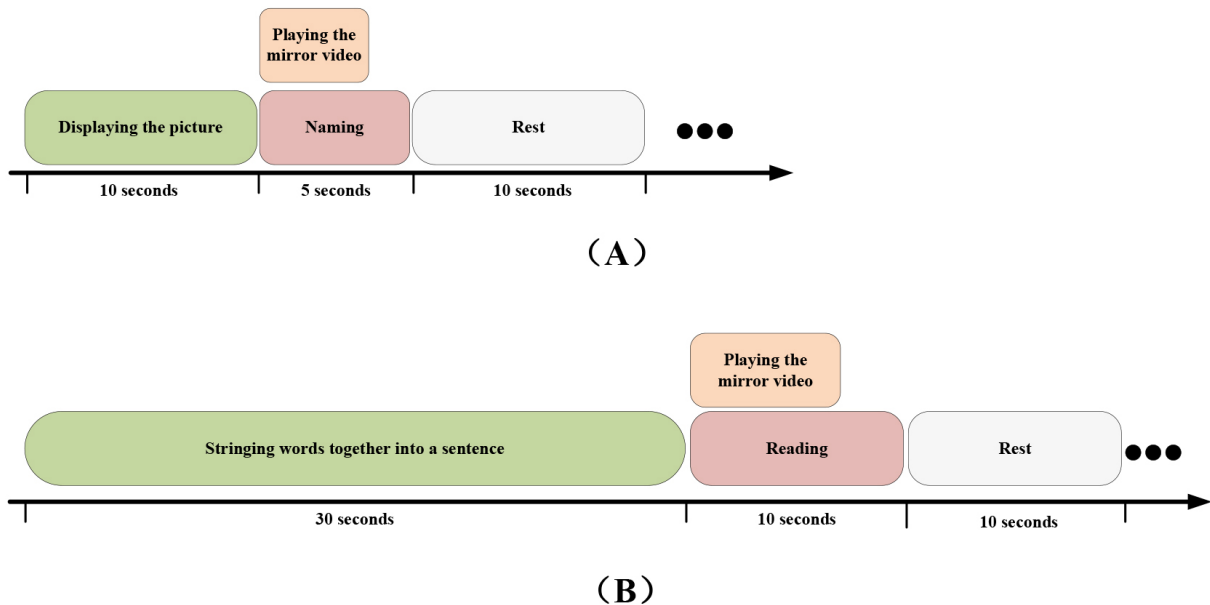 Playing the
mirror video
Displaying the picture
Naming
Rest
10 seconds
5 seconds
10 seconds
（A）
Playing the
mirror video
Stringing words together into a sentence
Reading
Rest
30 seconds
10 seconds
10 seconds
（B）